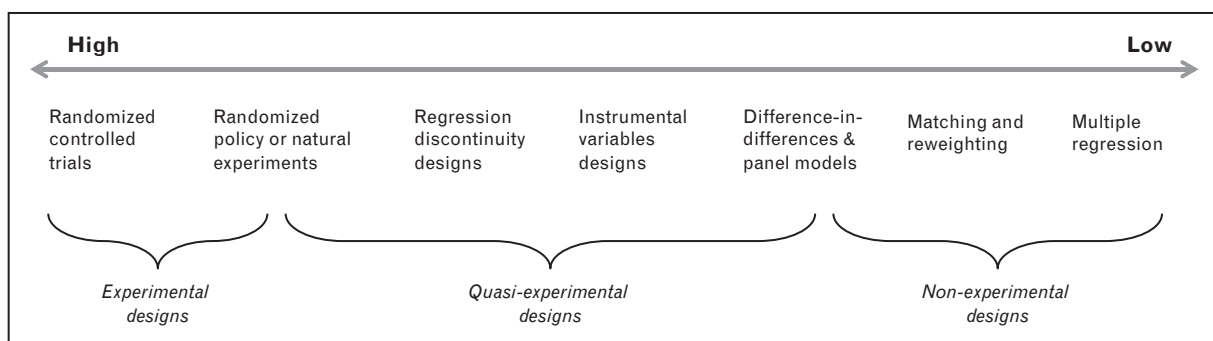 High
Low
Randomized
controlled
trials
Randomized
policy or natural
experiments
Regression
discontinuity
designs
Instrumental
variables
designs
Difference-in-
differences &
panel models
Matching and
reweighting
Multiple
regression
Experimental
designs
Quasi-experimental
designs
Non-experimental
designs